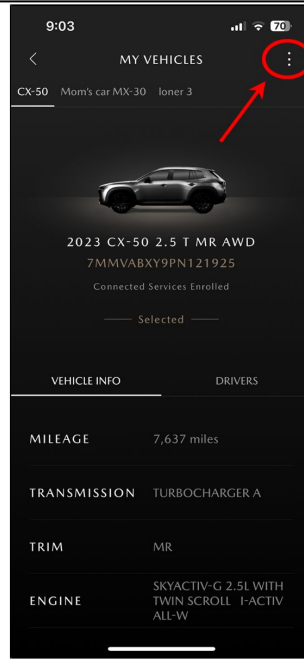 9:03
70
MY VEHICLES
CX-50 Mom's car MX-30 loner 3
2023 CX-50 2.5 T MR AWD
7MMVABXY9PN121925
Connected Services Enrolled
Selected
VEHICLE INFO DRIVERS
MILEAGE 7,637 miles
TRANSMISSION TURBOCHARGER A
TRIM MR
ENGINE SKYACTIV-G 2.5L WITH
TWIN SCROLL I-ACTIV
ALL-W